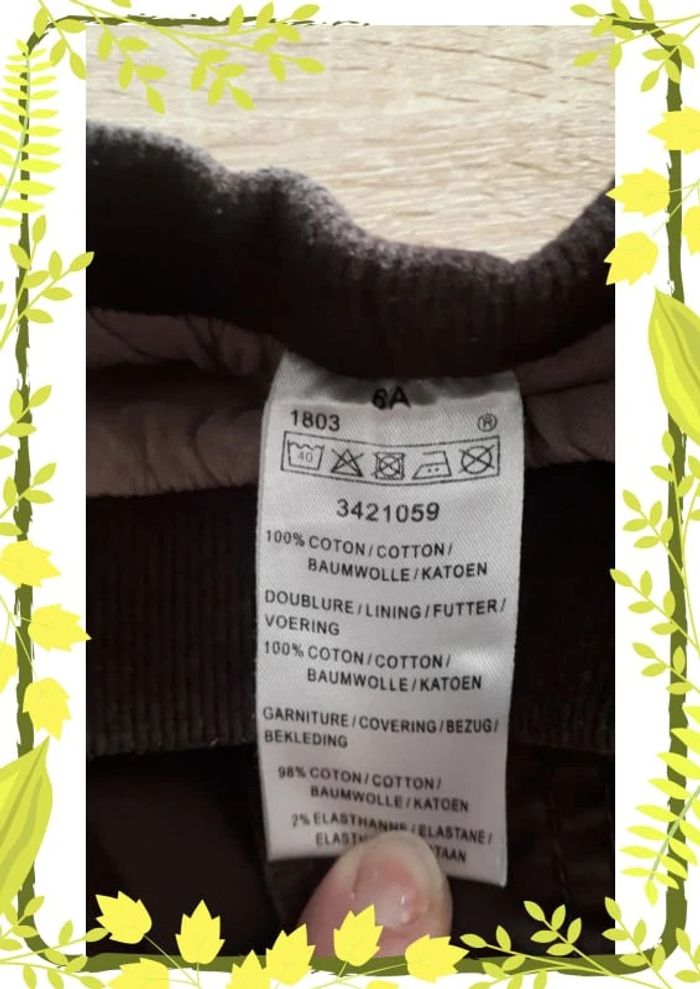 6A
1803 ®
40
3421059
100% COTON/COTTON/
BAUMWOLLE/KATOEN
DOUBLURE/LINING/FUTTER/
VOERING
100% COTON/COTTON/
BAUMWOLLE/KATOEN
GARNITURE/COVERING/BEZUG/
BEKLEDING
98% COTON/COTTON/
BAUMWOLLE/KATOEN
2% ELASTHANNE/ELASTANE/